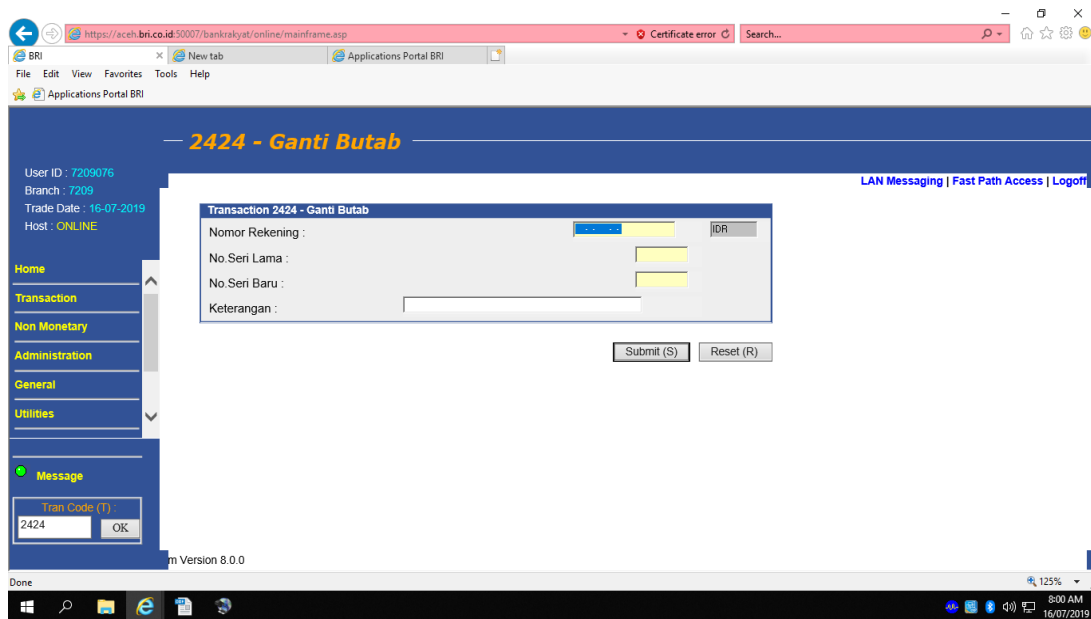 https://aceh.bri.co.id:50007/bankrakyat/online/mainframe.asp
Certificate error
Search...
BRI
New tab
Applications Portal BRI
File Edit View Favorites Tools Help
Applications Portal BRI
2424 - Ganti Butab
User ID : 7209076
Branch : 7209
Trade Date : 16-07-2019
Host : ONLINE
LAN Messaging | Fast Path Access | Logoff
Transaction 2424 - Ganti Butab
Nomor Rekening :
IDR
No.Seri Lama :
No.Seri Baru :
Keterangan :
Submit (S)
Reset (R)
Home
Transaction
Non Monetary
Administration
General
Utilities
Message
Tran Code (T) :
2424
OK
m Version 8.0.0
Done
125%
8:00 AM
16/07/2019